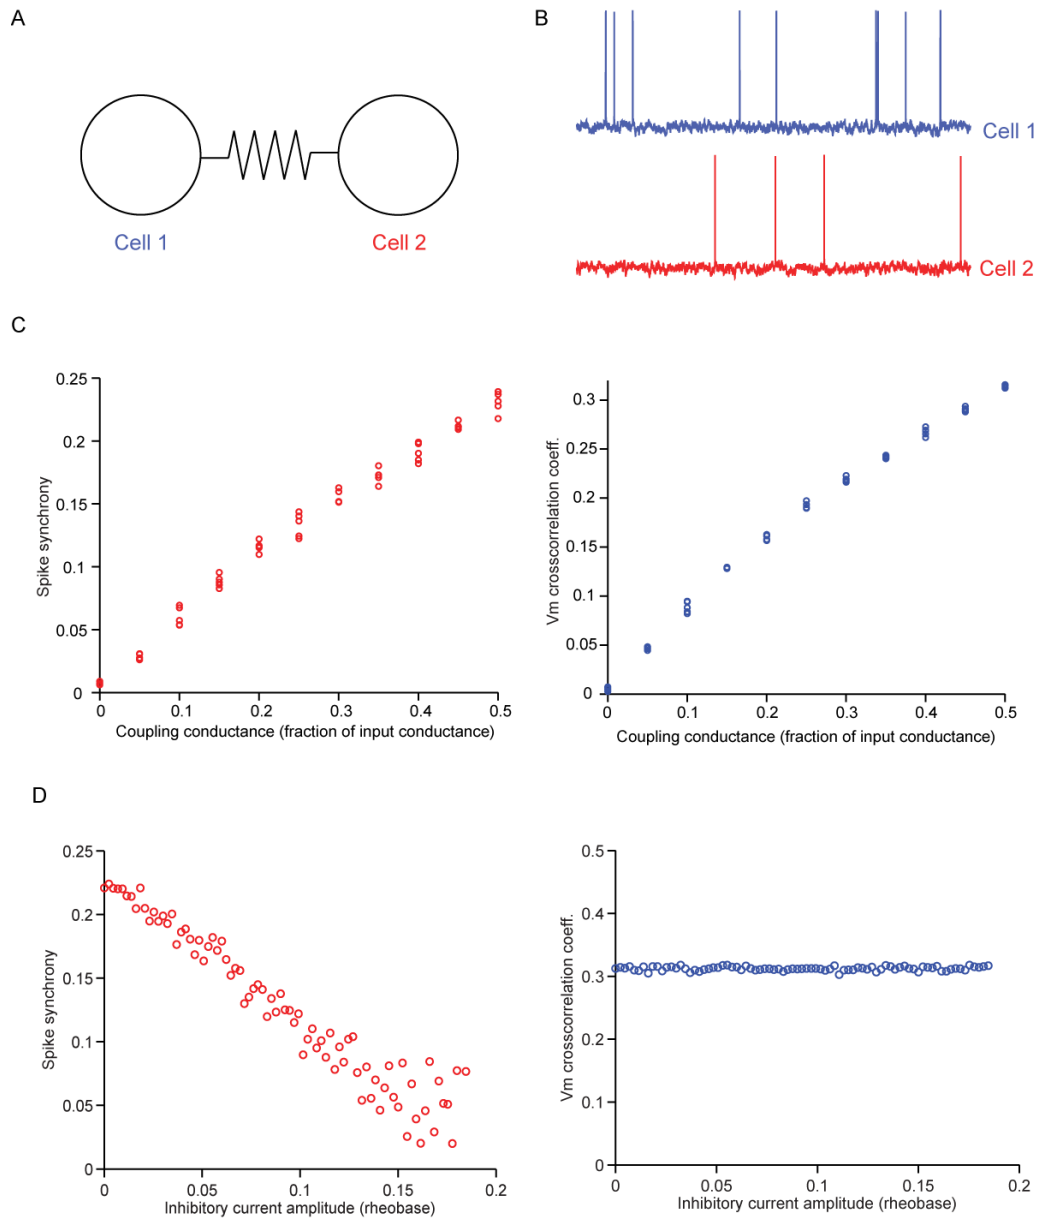 A
B
Cell 1
Cell 2
Cell 1
Cell 2
C
0.25
0.2
0.15
0.1
0.05
0
Spike synchrony
0 0.1 0.2 0.3 0.4 0.5
Coupling conductance (fraction of input conductance)
0.3
0.25
0.2
0.15
0.1
0.05
0
Vm crosscorrelation coeff.
0 0.1 0.2 0.3 0.4 0.5
Coupling conductance (fraction of input conductance)
D
0.25
0.2
0.15
0.1
0.05
0
Spike synchrony
0 0.05 0.1 0.15 0.2
Inhibitory current amplitude (rheobase)
0.5
0.4
0.3
0.2
0.1
0
Vm crosscorrelation coeff.
0 0.05 0.1 0.15 0.2
Inhibitory current amplitude (rheobase)